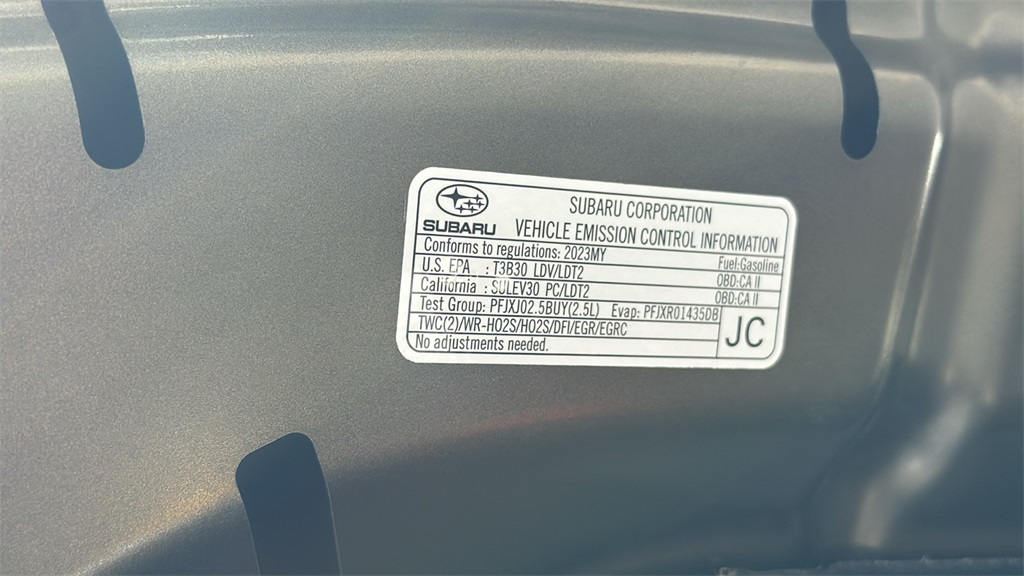 SUBARU
SUBARU CORPORATION
VEHICLE EMISSION CONTROL INFORMATION
Conforms to regulations: 2023MY
Fuel:Gasoline
U.S. EPA : T3B30 LDV/LDT2
OBD:CA II
California : SULEV30 PC/LDT2
OBD:CA II
Test Group: PFJXJ02.5BUY(2.5L) Evap: PFJXR01435DB
TWC(2)/WR-HO2S/HO2S/DFI/EGR/EGRC
JC
No adjustments needed.